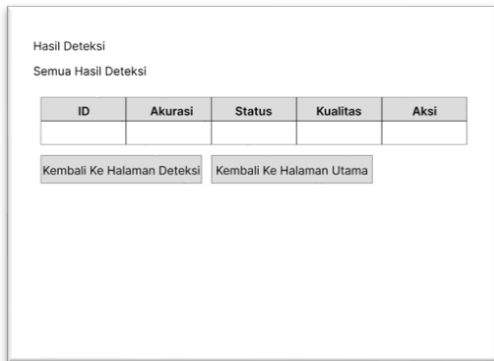 Hasil Deteksi
Semua Hasil Deteksi
ID Akurasi Status Kualitas Aksi
Kembali Ke Halaman Deteksi Kembali Ke Halaman Utama